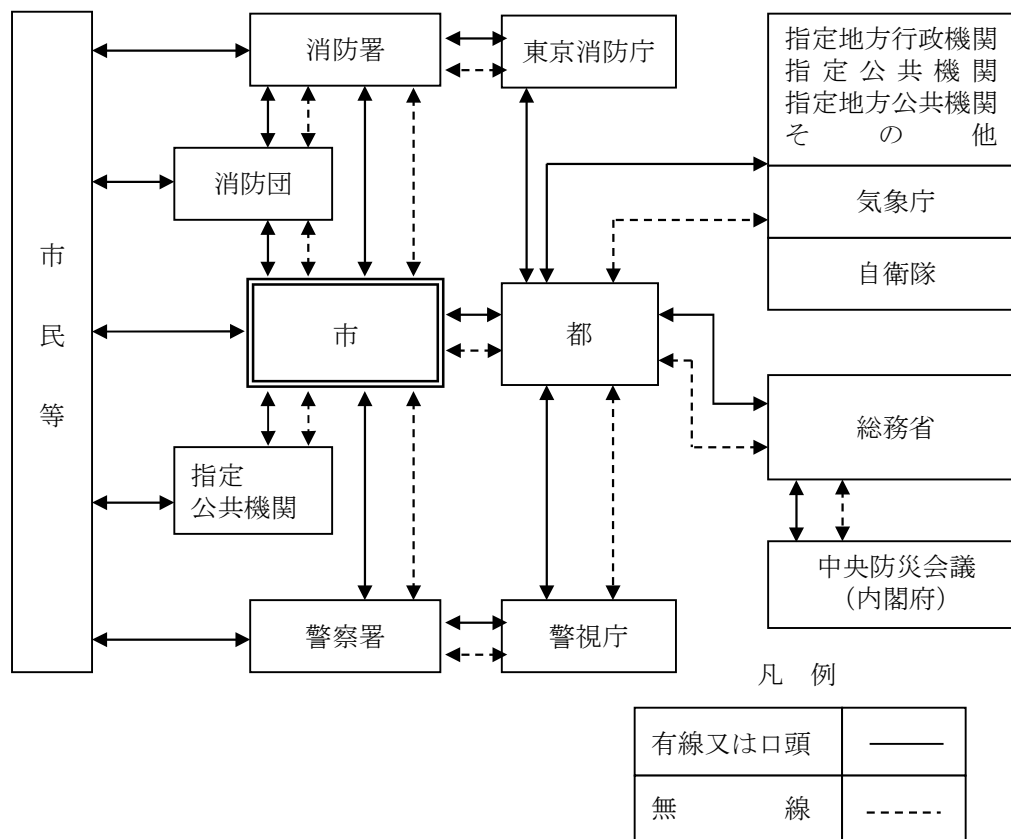 市民等
消防署
東京消防庁
消防団
市
都
指定
公共機関
警察署
警視庁
指定地方行政機関
指定公共機関
指定地方公共機関
その他
気象庁
自衛隊
総務省
中央防災会議
（内閣府）
凡 例
有線又は口頭
無線